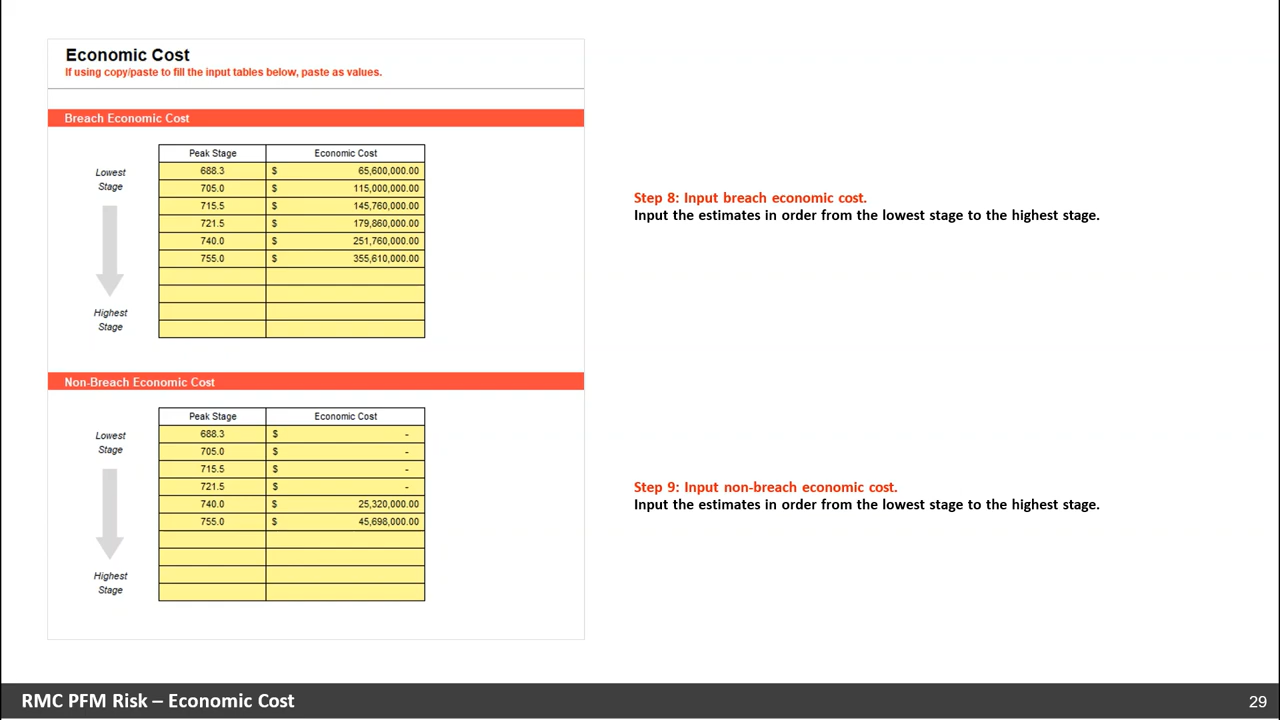 Economic Cost
If using copy/paste to fill the input tables below, paste as values.
Breach Economic Cost
Peak Stage Economic Cost
Lowest
Stage
688.3 $ 65,600,000.00
705.0 $ 115,000,000.00
715.5 $ 145,760,000.00
721.5 $ 179,860,000.00
740.0 $ 251,760,000.00
755.0 $ 355,610,000.00
Highest
Stage
Step 8: Input breach economic cost.
Input the estimates in order from the lowest stage to the highest stage.
Non-Breach Economic Cost
Peak Stage Economic Cost
Lowest
Stage
688.3 $ -
705.0 $ -
715.5 $ -
721.5 $ -
740.0 $ 25,320,000.00
755.0 $ 45,698,000.00
Highest
Stage
Step 9: Input non-breach economic cost.
Input the estimates in order from the lowest stage to the highest stage.
RMC PFM Risk – Economic Cost
29